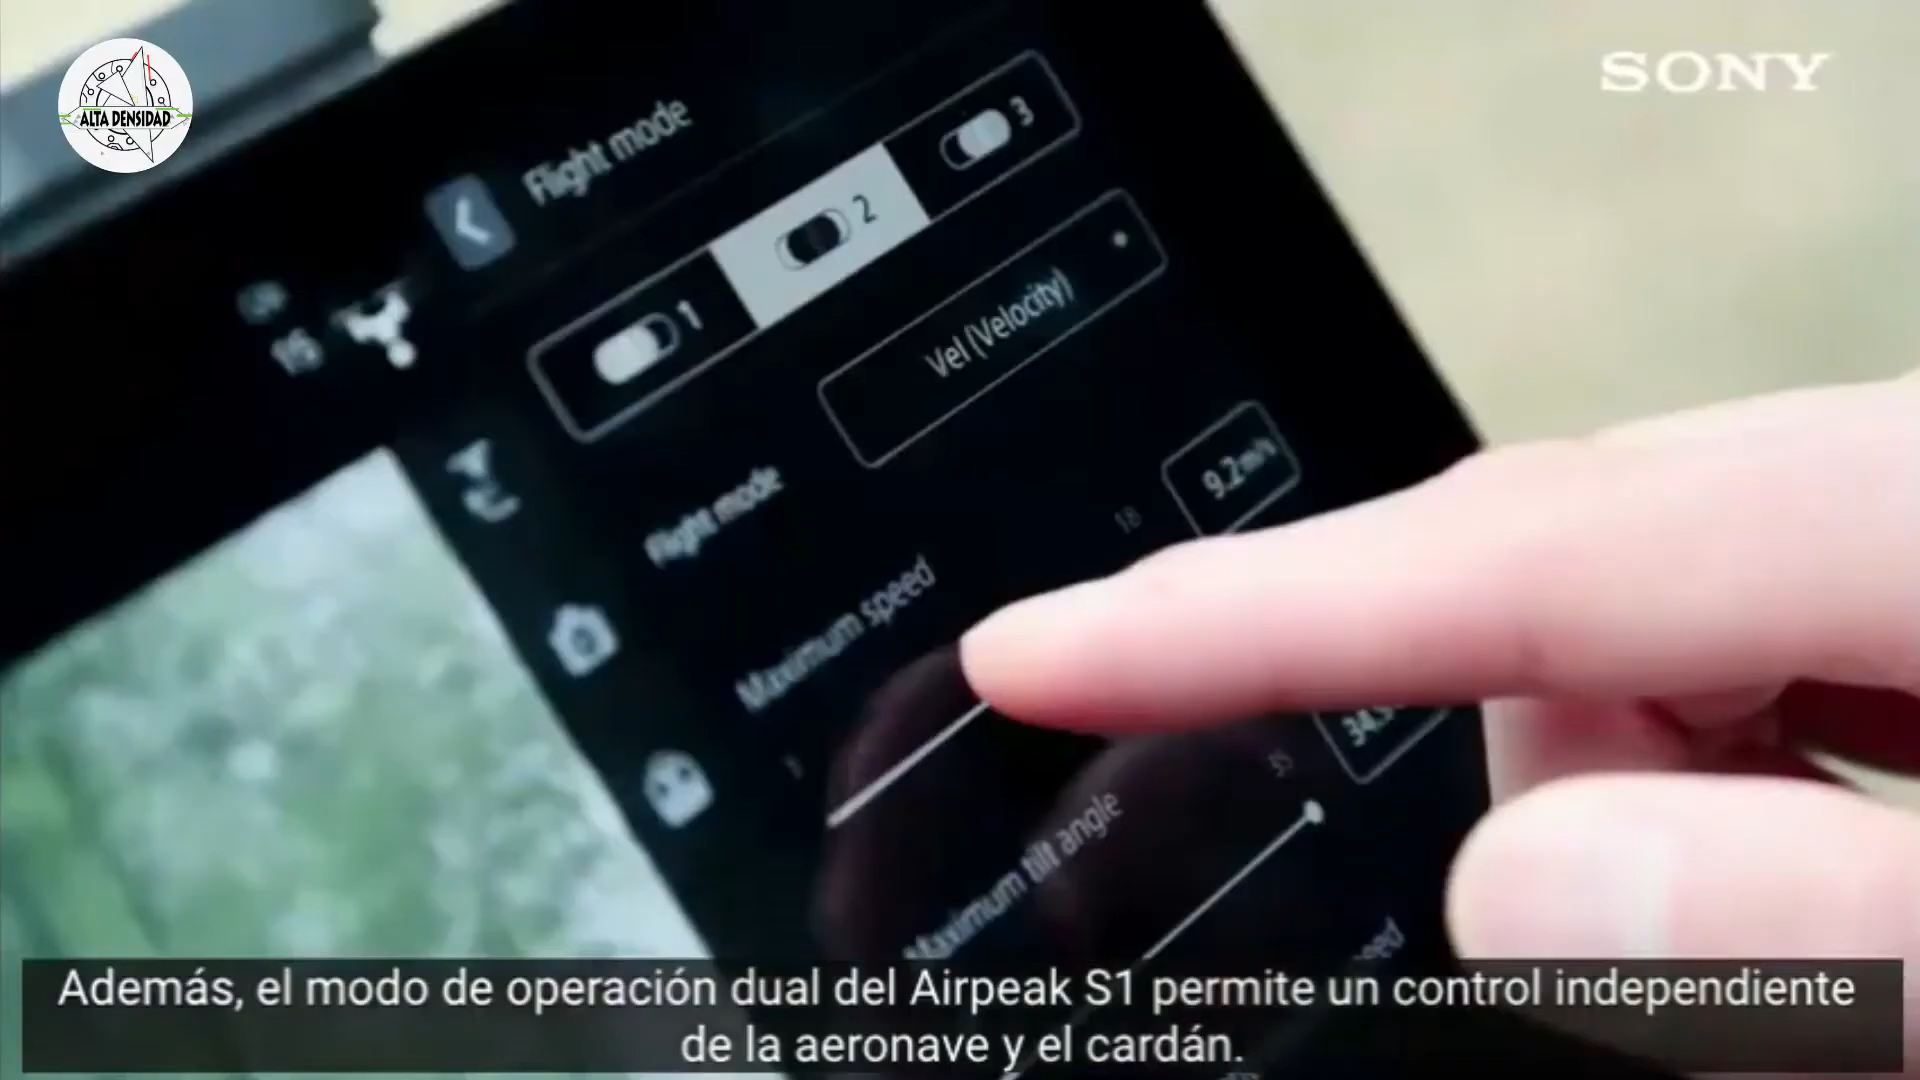 ALTA DENSIDAD
SONY
Flight mode
1
2
3
15
Vel (Velocity)
Flight mode
9.2m/s
18
Maximum speed
1
35
Maximum tilt angle
Además, el modo de operación dual del Airpeak S1 permite un control independiente
de la aeronave y el cardán.